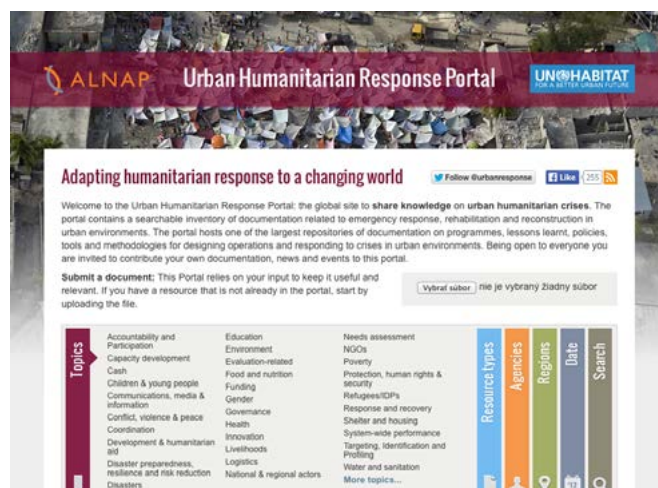 ALNAP
Urban Humanitarian Response Portal
UN HABITAT
FOR A BETTER URBAN FUTURE
Adapting humanitarian response to a changing world
Follow @urbanresponse
Like
255
Welcome to the Urban Humanitarian Response Portal: the global site to share knowledge on urban humanitarian crises. The
portal contains a searchable inventory of documentation related to emergency response, rehabilitation and reconstruction in
urban environments. The portal hosts one of the largest repositories of documentation on programmes, lessons learnt, policies,
tools and methodologies for designing operations and responding to crises in urban environments. Being open to everyone you
are invited to contribute your own documentation, news and events to this portal.
Submit a document: This Portal relies on your input to keep it useful and
relevant. If you have a resource that is not already in the portal, start by
uploading the file.
Vybrať súbor
nie je vybraný žiadny súbor
Topics
Accountability and
Participation
Capacity development
Cash
Children & young people
Communications, media &
information
Conflict, violence & peace
Coordination
Development & humanitarian
aid
Disaster preparedness,
resilience and risk reduction
Disasters
Education
Environment
Evaluation-related
Food and nutrition
Funding
Gender
Governance
Health
Innovation
Livelihoods
Logistics
National & regional actors
Needs assessment
NGOs
Poverty
Protection, human rights &
security
Refugees/IDPs
Response and recovery
Shelter and housing
System-wide performance
Targeting, Identification and
Profiling
Water and sanitation
More topics...
Resource types
Agencies
Regions
Date
Search